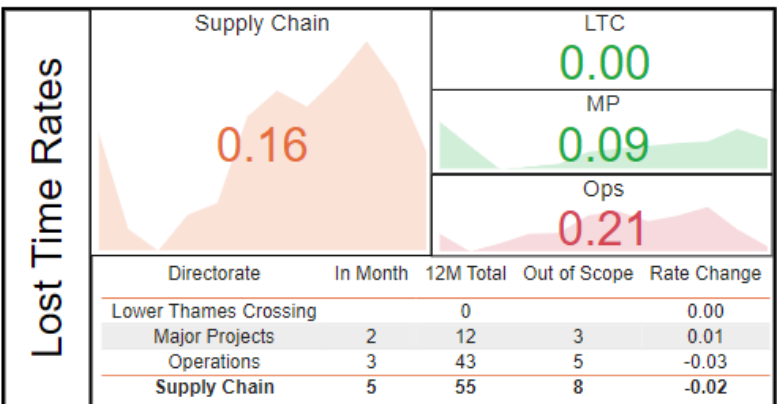 Lost Time Rates
Supply Chain
0.16
LTC
0.00
MP
0.09
Ops
0.21
Directorate In Month 12M Total Out of Scope Rate Change
Lower Thames Crossing 0 0.00
Major Projects 2 12 3 0.01
Operations 3 43 5 -0.03
Supply Chain 5 55 8 -0.02